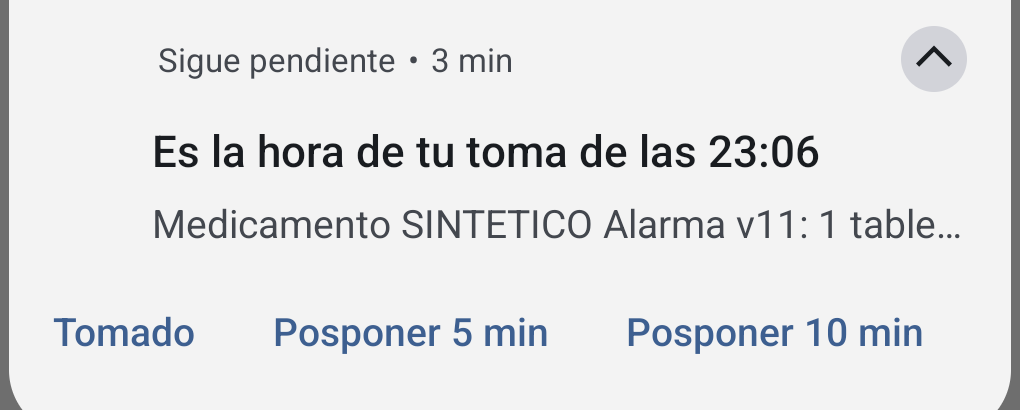 Sigue pendiente • 3 min
Es la hora de tu toma de las 23:06
Medicamento SINTETICO Alarma v11: 1 table...
Tomado Posponer 5 min Posponer 10 min